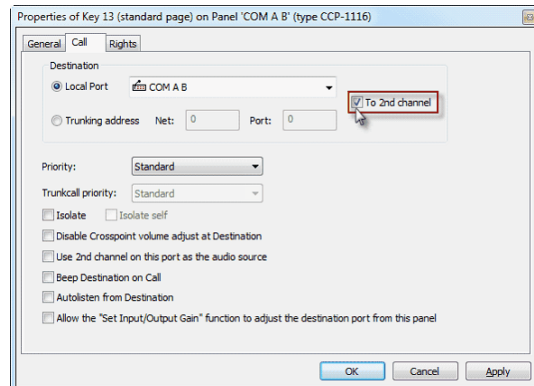 Properties of Key 13 (standard page) on Panel 'COM A B' (type CCP-1116)
General Call Rights
Destination
Local Port COM A B
To 2nd channel
Trunking address Net: 0 Port: 0
Priority: Standard
Trunkcall priority: Standard
Isolate Isolate self
Disable Crosspoint volume adjust at Destination
Use 2nd channel on this port as the audio source
Beep Destination on Call
Autolisten from Destination
Allow the "Set Input/Output Gain" function to adjust the destination port from this panel
OK Cancel Apply